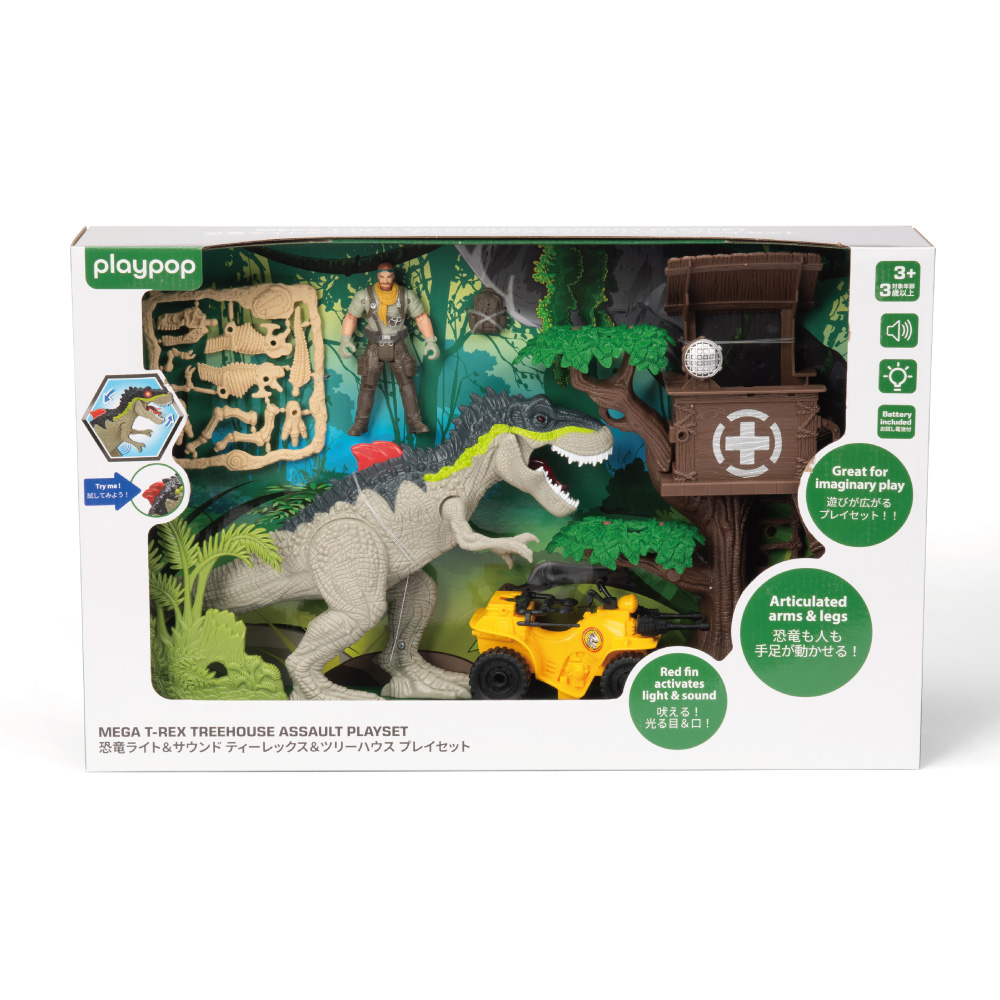 playpop
3+
3対象年齢
歳以上
Battery
included
お試し電池付
Try me!
試してみよう!
Great for
imaginary play
遊びが広がる
プレイセット!!
Articulated
arms & legs
恐竜も人も
手足が動かせる!
Red fin
activates
light & sound
吠える!
光る目&口!
MEGA T-REX TREEHOUSE ASSAULT PLAYSET
恐竜ライト&サウンド ティーレックス&ツリーハウス プレイセット